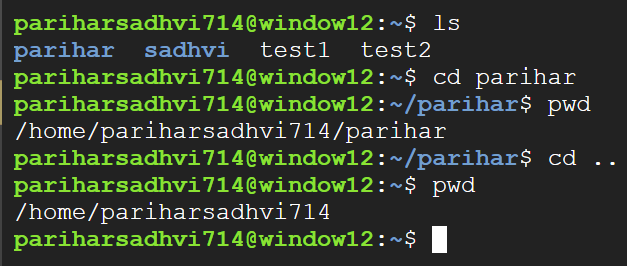 pariharsadhvi714@window12:~$ ls
parihar  sadhvi  test1  test2
pariharsadhvi714@window12:~$ cd parihar
pariharsadhvi714@window12:~/parihar$ pwd
/home/pariharsadhvi714/parihar
pariharsadhvi714@window12:~/parihar$ cd ..
pariharsadhvi714@window12:~$ pwd
/home/pariharsadhvi714
pariharsadhvi714@window12:~$